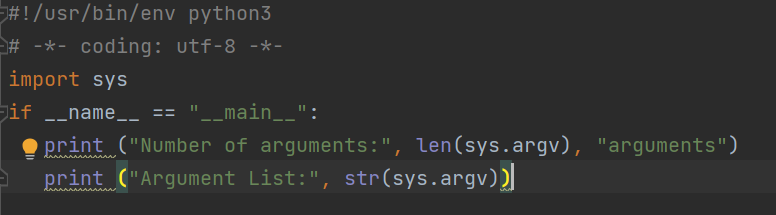 #!/usr/bin/env python3
# -*- coding: utf-8 -*-
import sys
if __name__ == "__main__":
    print ("Number of arguments:", len(sys.argv), "arguments")
    print ("Argument List:", str(sys.argv))